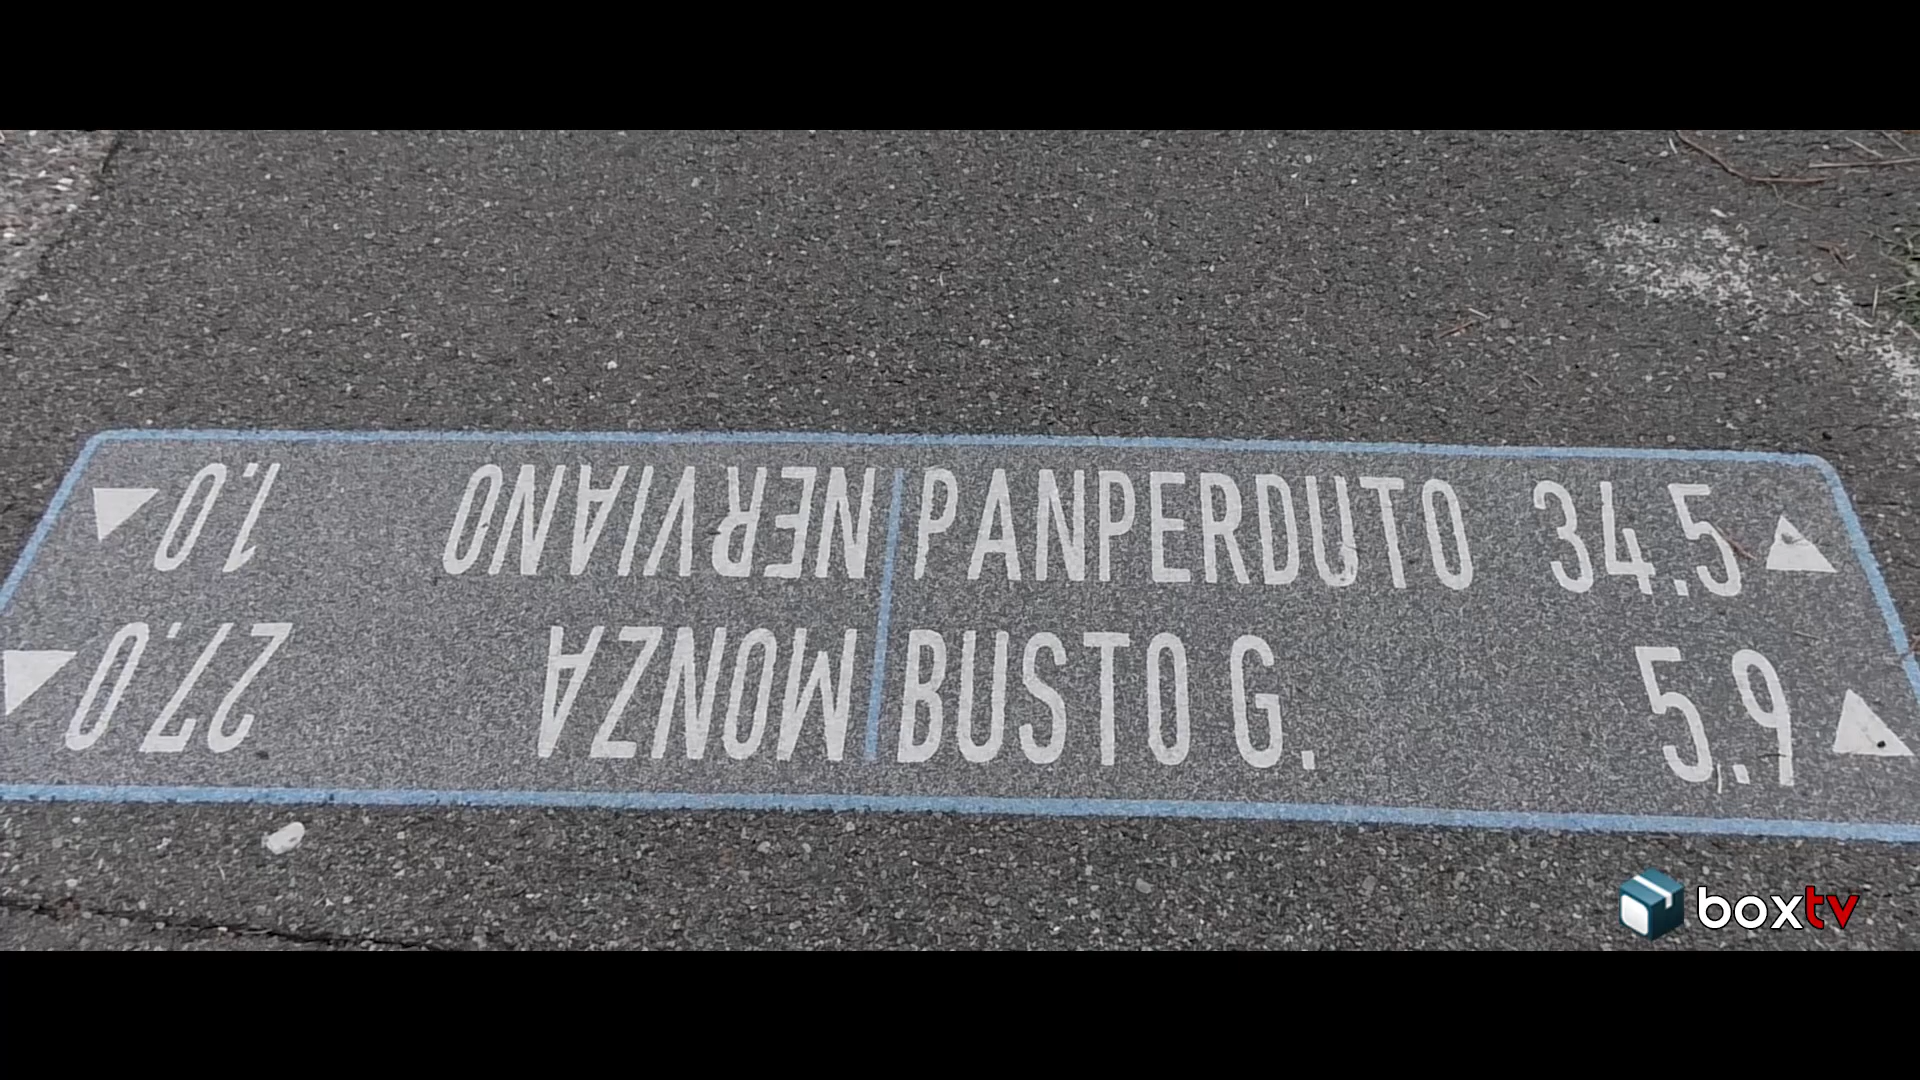 PANPERDUTO 34.5
BUSTO G. 5.9
MONZA 27.0
NERVIANO 1.0
boxtv